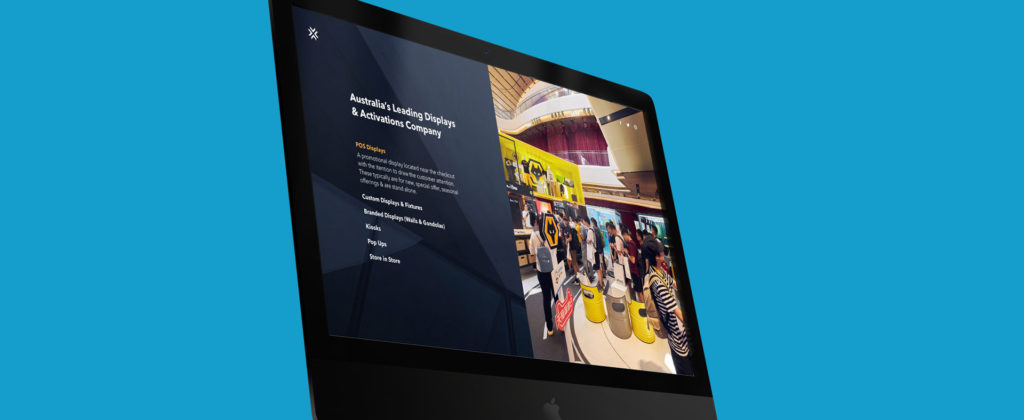 Australia's Leading Displays
& Activations Company
POS Displays
A promotional display located near the checkout
with the itention to draw the customer attention.
These typically are for new, special offer, seasonal
offerings & are stand alone.
Custom Displays & Fixtures
Branded Displays (Walls & Gondolas)
Kiosks
Pop Ups
Store in Store